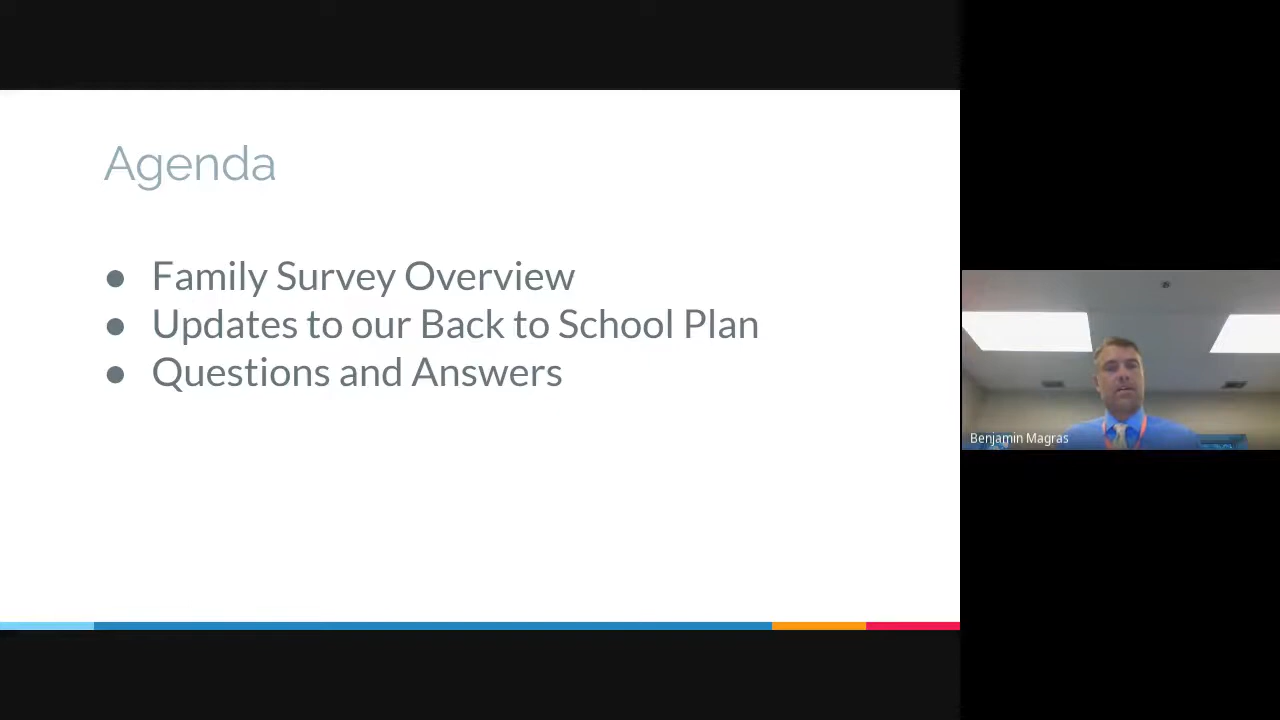 Agenda
● Family Survey Overview
● Updates to our Back to School Plan
● Questions and Answers
Benjamin Magras